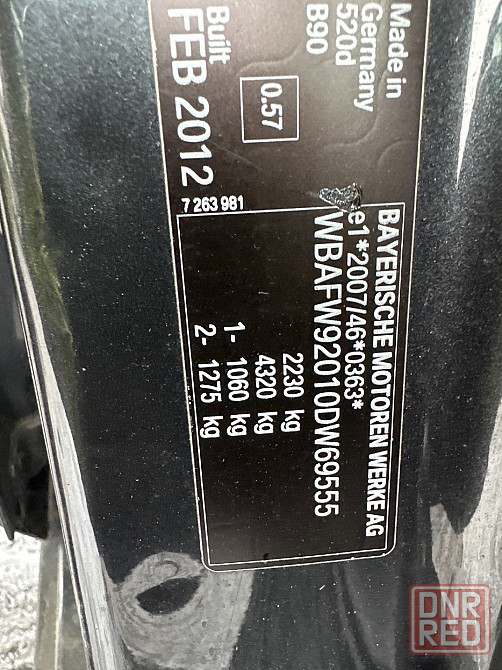 Made in
Germany
520d
B90
0.57
Built
FEB 2012
7 263 981
BAYERISCHE MOTOREN WERKE AG
e1*2007/46*0363*
WBAFW92010DW69555
2230 kg
4320 kg
1- 1060 kg
2- 1275 kg
DNR
RED